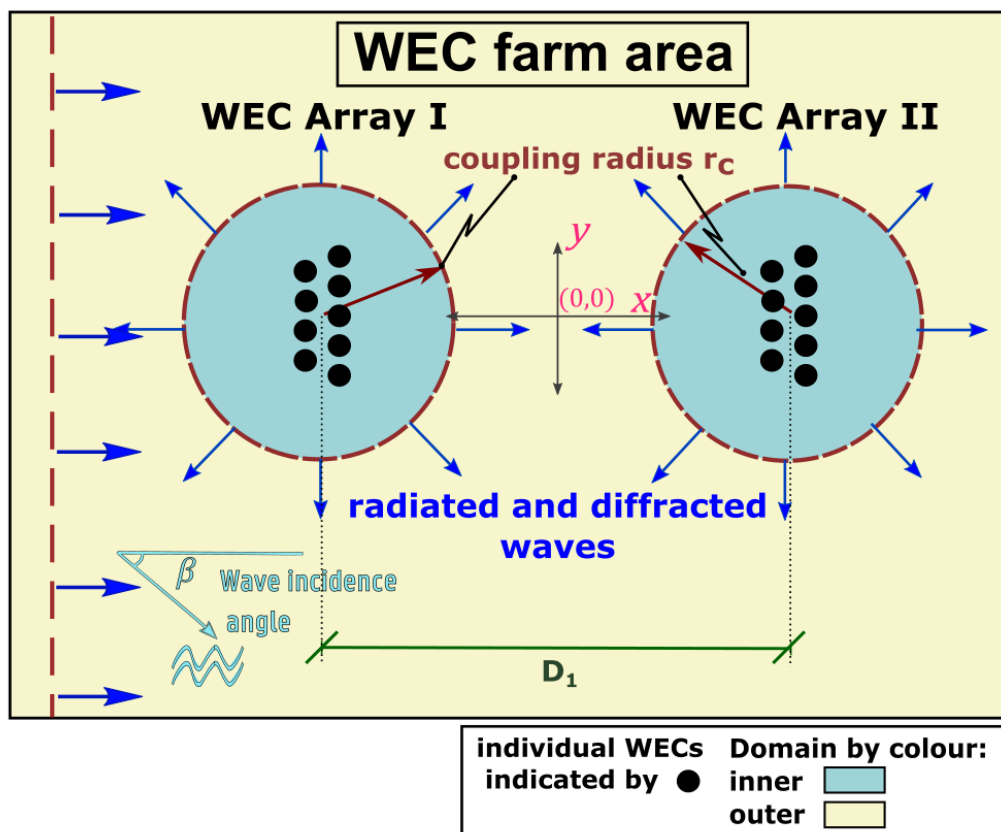 WEC farm area
WEC Array I
WEC Array II
coupling radius rc
y
(0,0) x
radiated and diffracted
waves
β
Wave incidence
angle
D1
individual WECs
indicated by
Domain by colour:
inner
outer